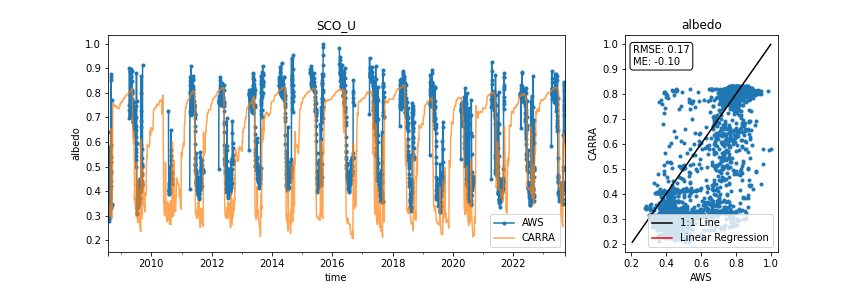 SCO_U
albedo
1.0
0.9
0.8
0.7
0.6
0.5
0.4
0.3
0.2
albedo
2010
2012
2014
2016
2018
2020
2022
time
AWS
CARRA
albedo
RMSE: 0.17
ME: -0.10
1.0
0.9
0.8
0.7
0.6
0.5
0.4
0.3
0.2
CARRA
1:1 Line
Linear Regression
0.2
0.4
0.6
0.8
1.0
AWS